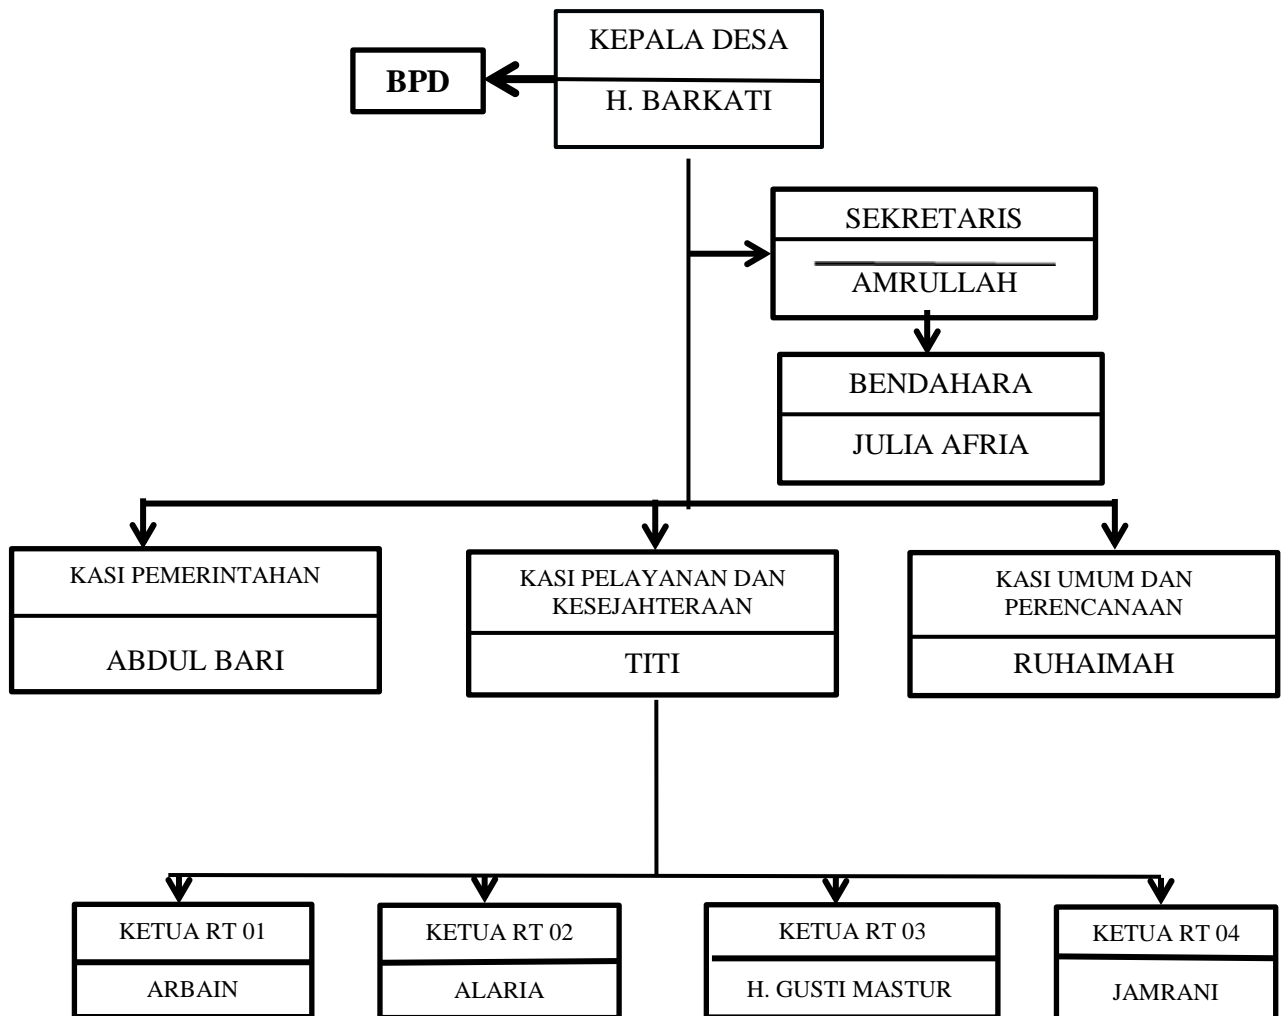 KEPALA DESA
BPD
H. BARKATI
SEKRETARIS
AMRULLAH
BENDAHARA
JULIA AFRIA
KASI PEMERINTAHAN
ABDUL BARI
KASI PELAYANAN DAN
KESEJAHTERAAN
TITI
KASI UMUM DAN
PERENCANAAN
RUHAIMAH
KETUA RT 01
ARBAIN
KETUA RT 02
ALARIA
KETUA RT 03
H. GUSTI MASTUR
KETUA RT 04
JAMRANI